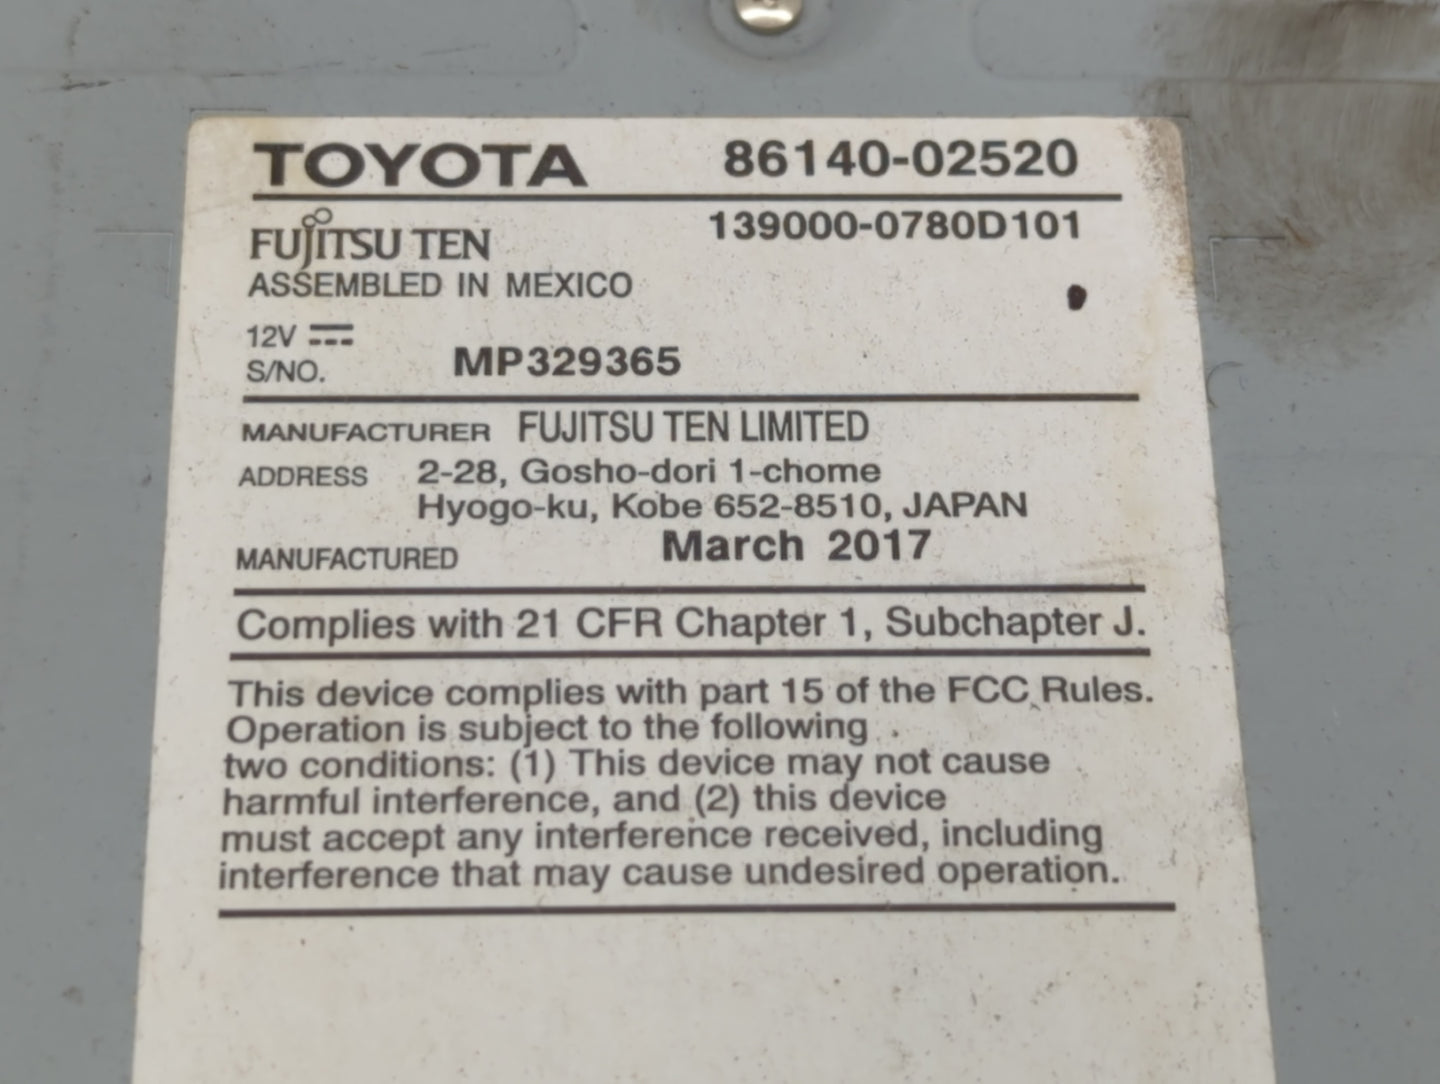 TOYOTA 86140-02520
FUJITSU TEN 139000-0780D101
ASSEMBLED IN MEXICO
12V
S/NO. MP329365
MANUFACTURER FUJITSU TEN LIMITED
ADDRESS 2-28, Gosho-dori 1-chome
Hyogo-ku, Kobe 652-8510, JAPAN
MANUFACTURED March 2017
Complies with 21 CFR Chapter 1, Subchapter J.
This device complies with part 15 of the FCC Rules.
Operation is subject to the following
two conditions: (1) This device may not cause
harmful interference, and (2) this device
must accept any interference received, including
interference that may cause undesired operation.